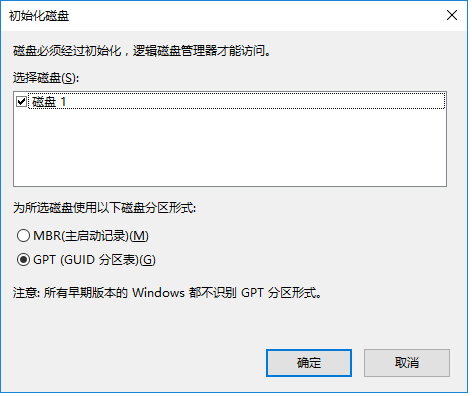 初始化磁盘
磁盘必须经过初始化，逻辑磁盘管理器才能访问。
选择磁盘(S):
磁盘 1
为所选磁盘使用以下磁盘分区形式:
MBR(主启动记录)(M)
GPT (GUID 分区表)(G)
注意: 所有早期版本的 Windows 都不识别 GPT 分区形式。
确定
取消